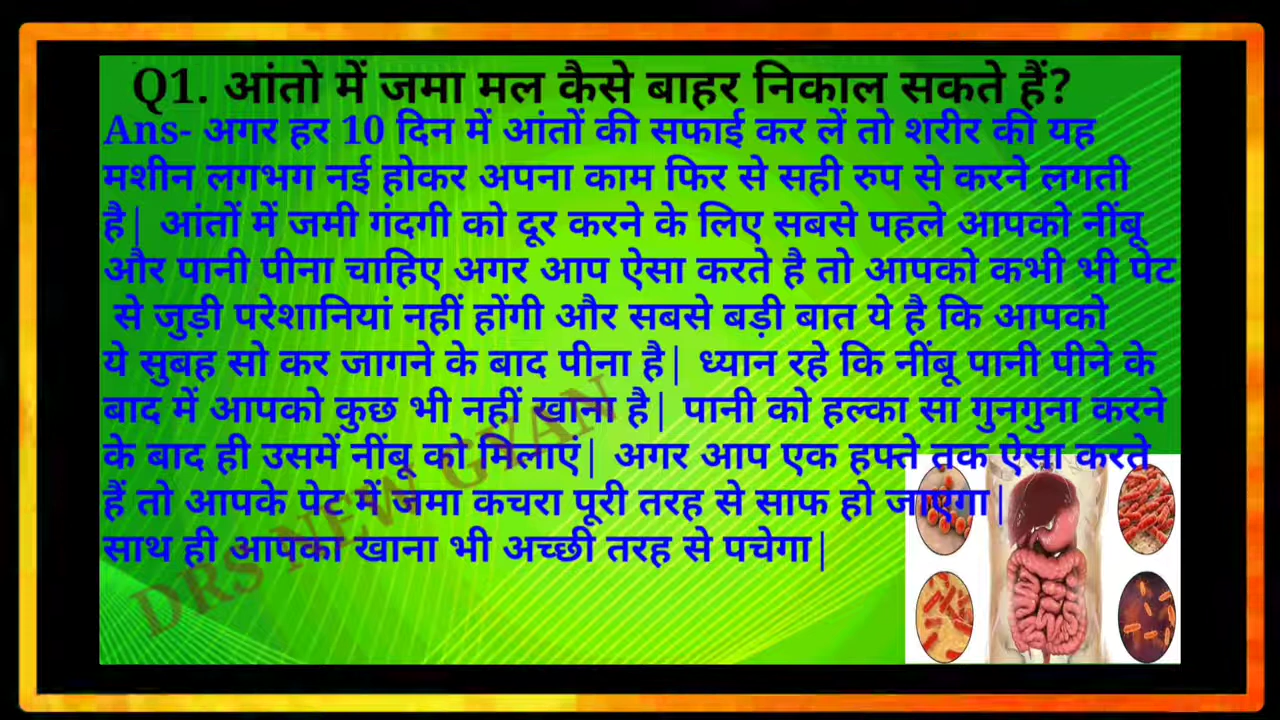 Q1. आंतो में जमा मल कैसे बाहर निकाल सकते हैं?
Ans- अगर हर 10 दिन में आंतों की सफाई कर लें तो शरीर की यह
मशीन लगभग नई होकर अपना काम फिर से सही रुप से करने लगती
है| आंतों में जमी गंदगी को दूर करने के लिए सबसे पहले आपको नींबू
और पानी पीना चाहिए अगर आप ऐसा करते है तो आपको कभी भी पेट
से जुड़ी परेशानियां नहीं होंगी और सबसे बड़ी बात ये है कि आपको
ये सुबह सो कर जागने के बाद पीना है| ध्यान रहे कि नींबू पानी पीने के
बाद में आपको कुछ भी नहीं खाना है| पानी को हल्का सा गुनगुना करने
के बाद ही उसमें नींबू को मिलाएं| अगर आप एक हफ्ते तक ऐसा करते
हैं तो आपके पेट में जमा कचरा पूरी तरह से साफ हो जाएगा|
साथ ही आपका खाना भी अच्छी तरह से पचेगा|
DRS NEW GYAN